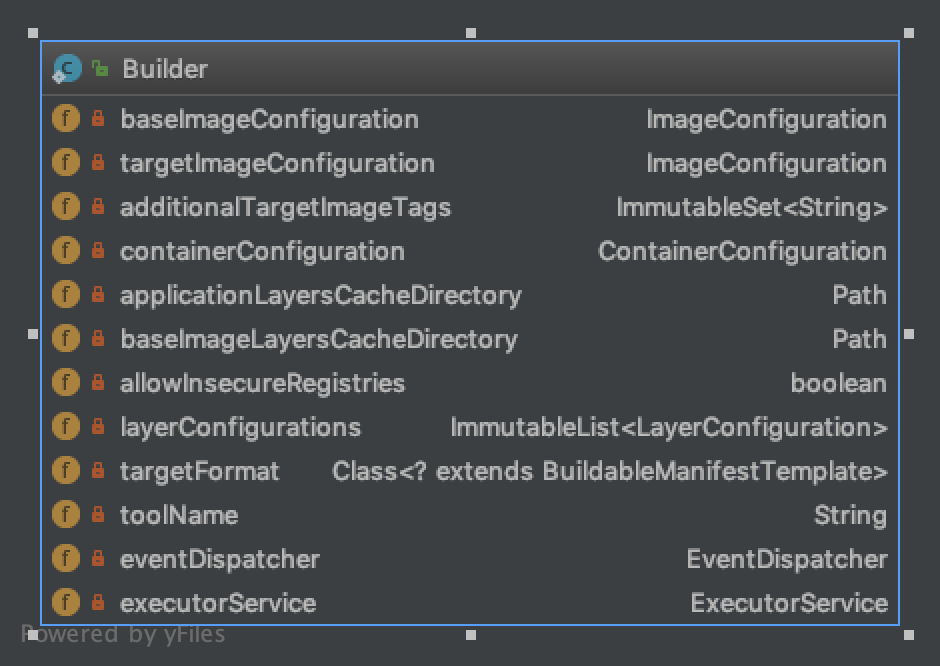 C Builder
f baseImageConfiguration ImageConfiguration
f targetImageConfiguration ImageConfiguration
f additionalTargetImageTags ImmutableSet<String>
f containerConfiguration ContainerConfiguration
f applicationLayersCacheDirectory Path
f baseImageLayersCacheDirectory Path
f allowInsecureRegistries boolean
f layerConfigurations ImmutableList<LayerConfiguration>
f targetFormat Class<? extends BuildableManifestTemplate>
f toolName String
f eventDispatcher EventDispatcher
f executorService ExecutorService
Powered by yFiles